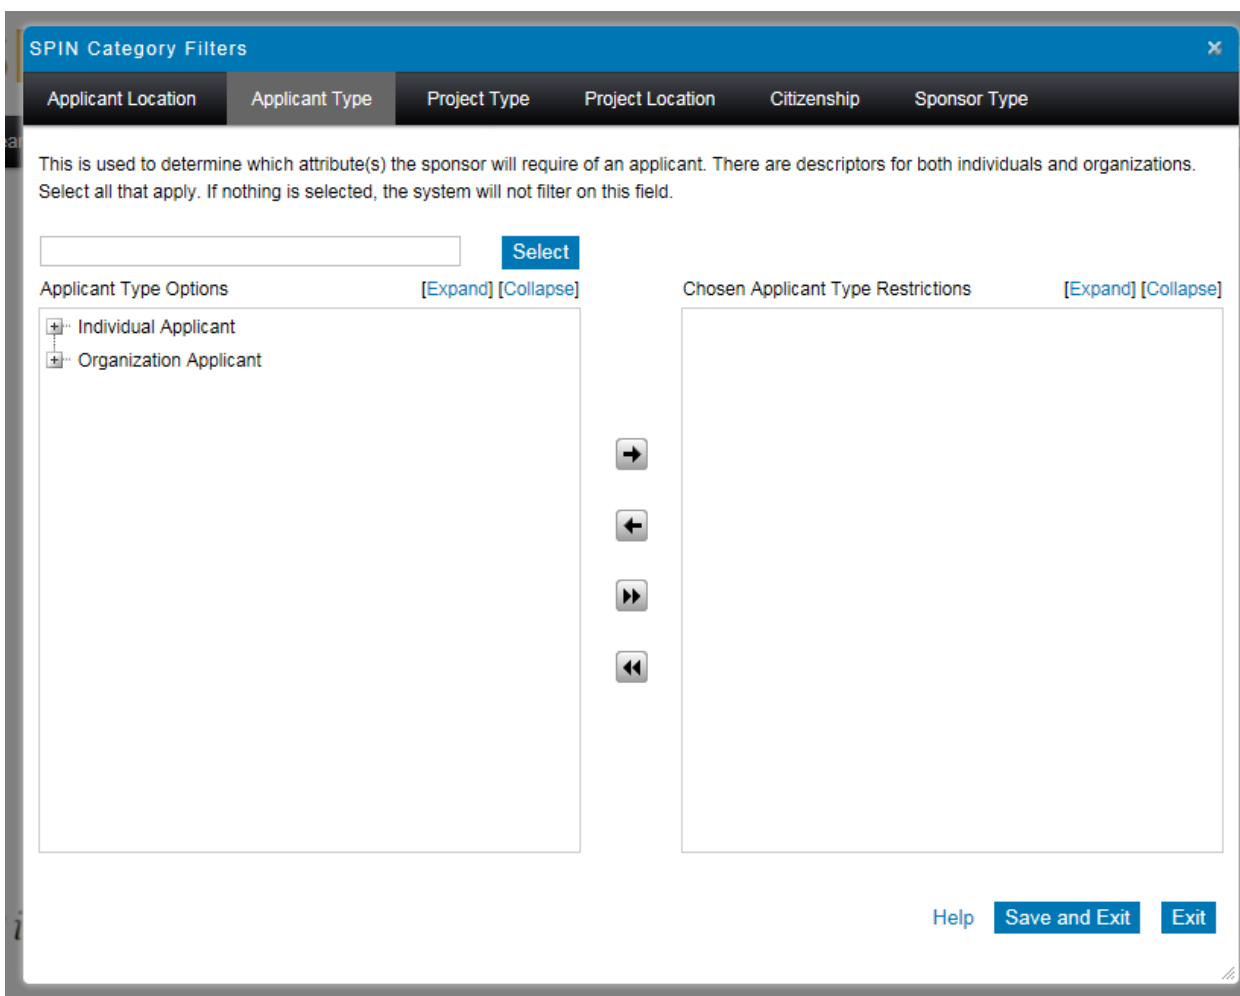 SPIN Category Filters
Applicant Location Applicant Type Project Type Project Location Citizenship Sponsor Type
This is used to determine which attribute(s) the sponsor will require of an applicant. There are descriptors for both individuals and organizations.
Select all that apply. If nothing is selected, the system will not filter on this field.
Select
Applicant Type Options [Expand] [Collapse] Chosen Applicant Type Restrictions [Expand] [Collapse]
Individual Applicant
Organization Applicant
Help Save and Exit Exit